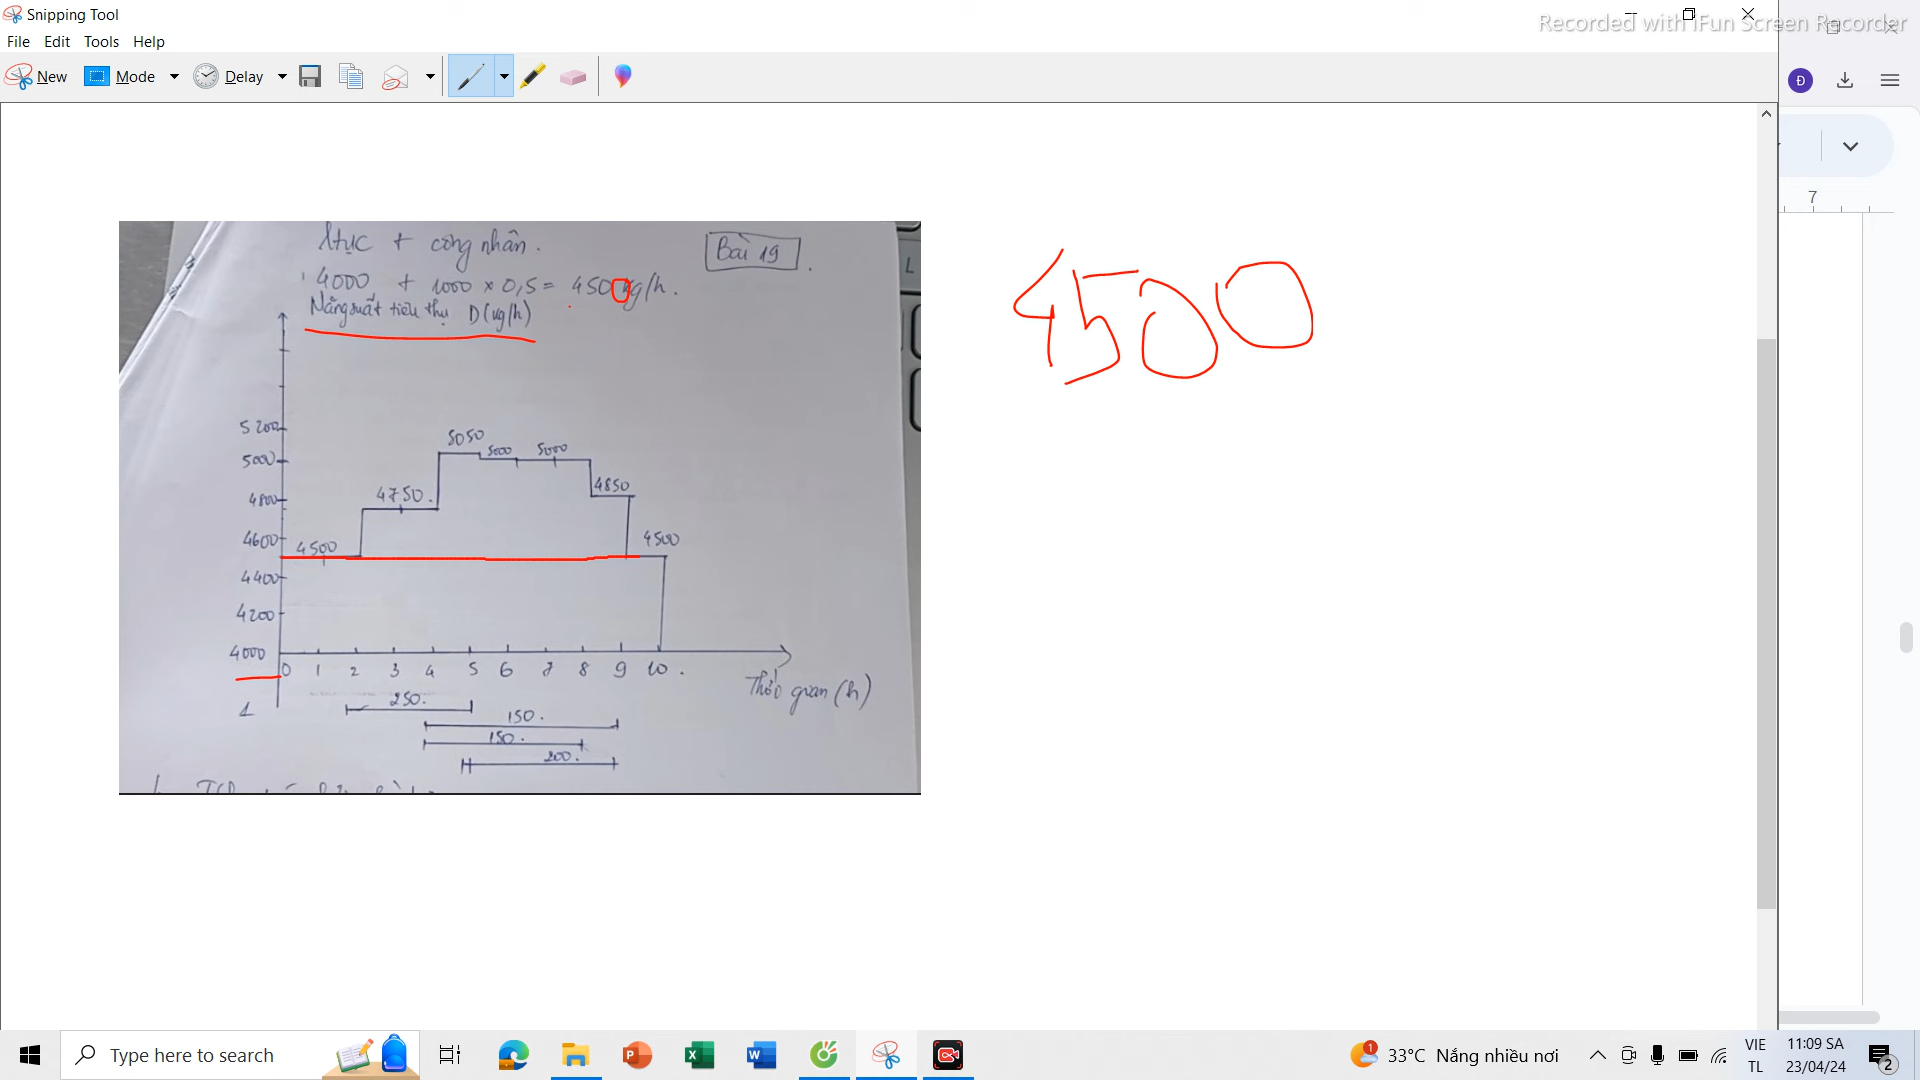 Snipping Tool
Recorded with iFun Screen Recorder
File Edit Tools Help
New Mode Delay
Đ
7
ltục + công nhân.
Bài 19
4000 + 1000 x 0,5 = 4500 kg/h.
Năng suất tiêu thụ D(kg/h)
4500
5200
5000
4800
4600
4400
4200
4000
4500
4750.
5050
5000
5000
4850
4500
0 1 2 3 4 5 6 7 8 9 10.
Thời gian (h)
1
250.
150.
150.
200.
L
Type here to search
33°C Nắng nhiều nơi
1
VIE
TL
11:09 SA
23/04/24
2